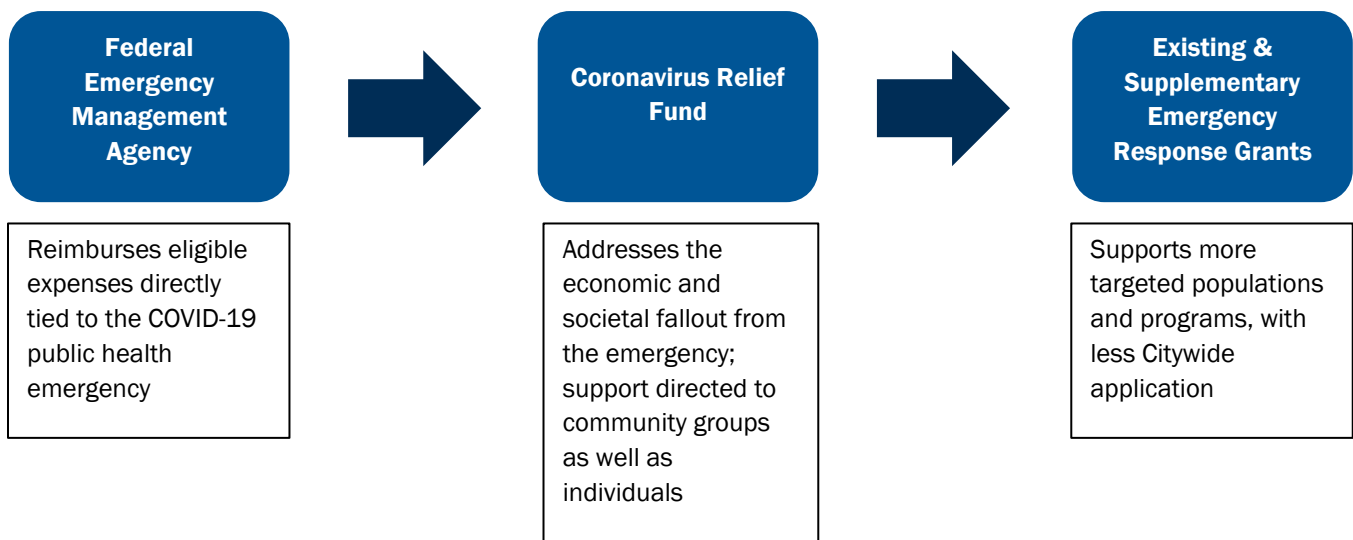 Federal
Emergency
Management
Agency
Coronavirus Relief
Fund
Existing &
Supplementary
Emergency
Response Grants
Reimburses eligible
expenses directly
tied to the COVID-19
public health
emergency
Addresses the
economic and
societal fallout from
the emergency;
support directed to
community groups
as well as
individuals
Supports more
targeted populations
and programs, with
less Citywide
application